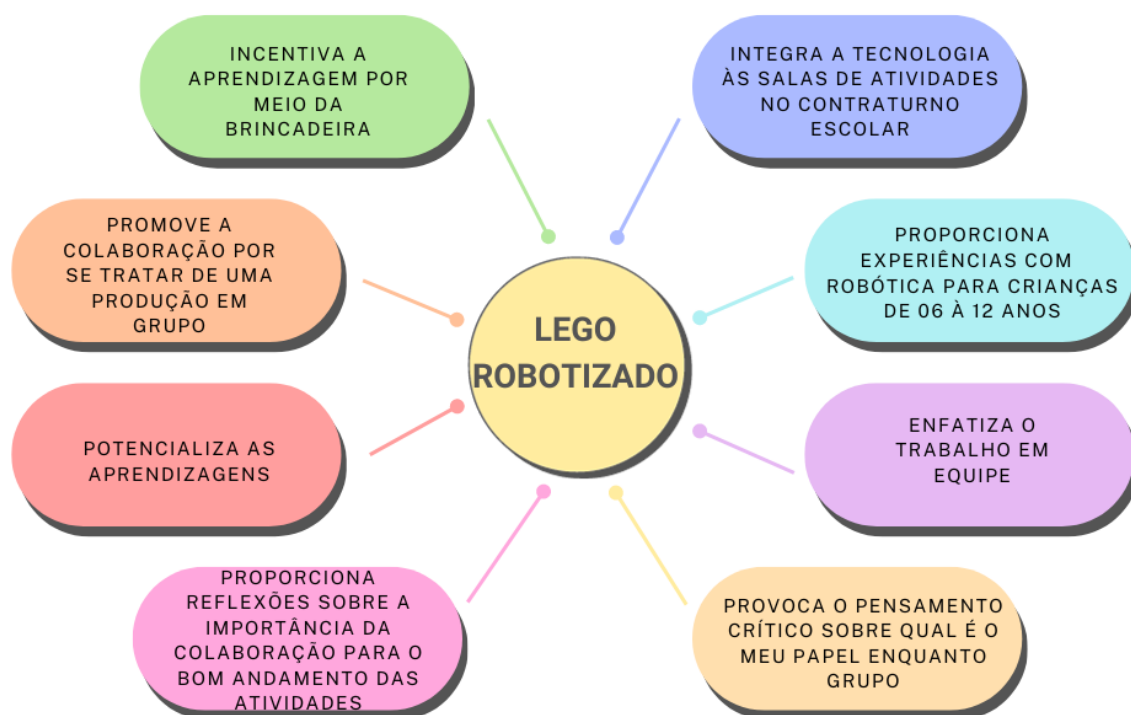 INCENTIVA A
APRENDIZAGEM POR
MEIO DA
BRINCADEIRA
INTEGRA A TECNOLOGIA
ÀS SALAS DE ATIVIDADES
NO CONTRATURNO
ESCOLAR
PROMOVE A
COLABORAÇÃO POR
SE TRATAR DE UMA
PRODUÇÃO EM
GRUPO
PROPORCIONA
EXPERIÊNCIAS COM
ROBÓTICA PARA CRIANÇAS
DE 06 À 12 ANOS
LEGO
ROBOTIZADO
POTENCIALIZA AS
APRENDIZAGENS
ENFATIZA O
TRABALHO EM
EQUIPE
PROPORCIONA
REFLEXÕES SOBRE A
IMPORTÂNCIA DA
COLABORAÇÃO PARA O
BOM ANDAMENTO DAS
ATIVIDADES
PROVOCA O PENSAMENTO
CRÍTICO SOBRE QUAL É O
MEU PAPEL ENQUANTO
GRUPO